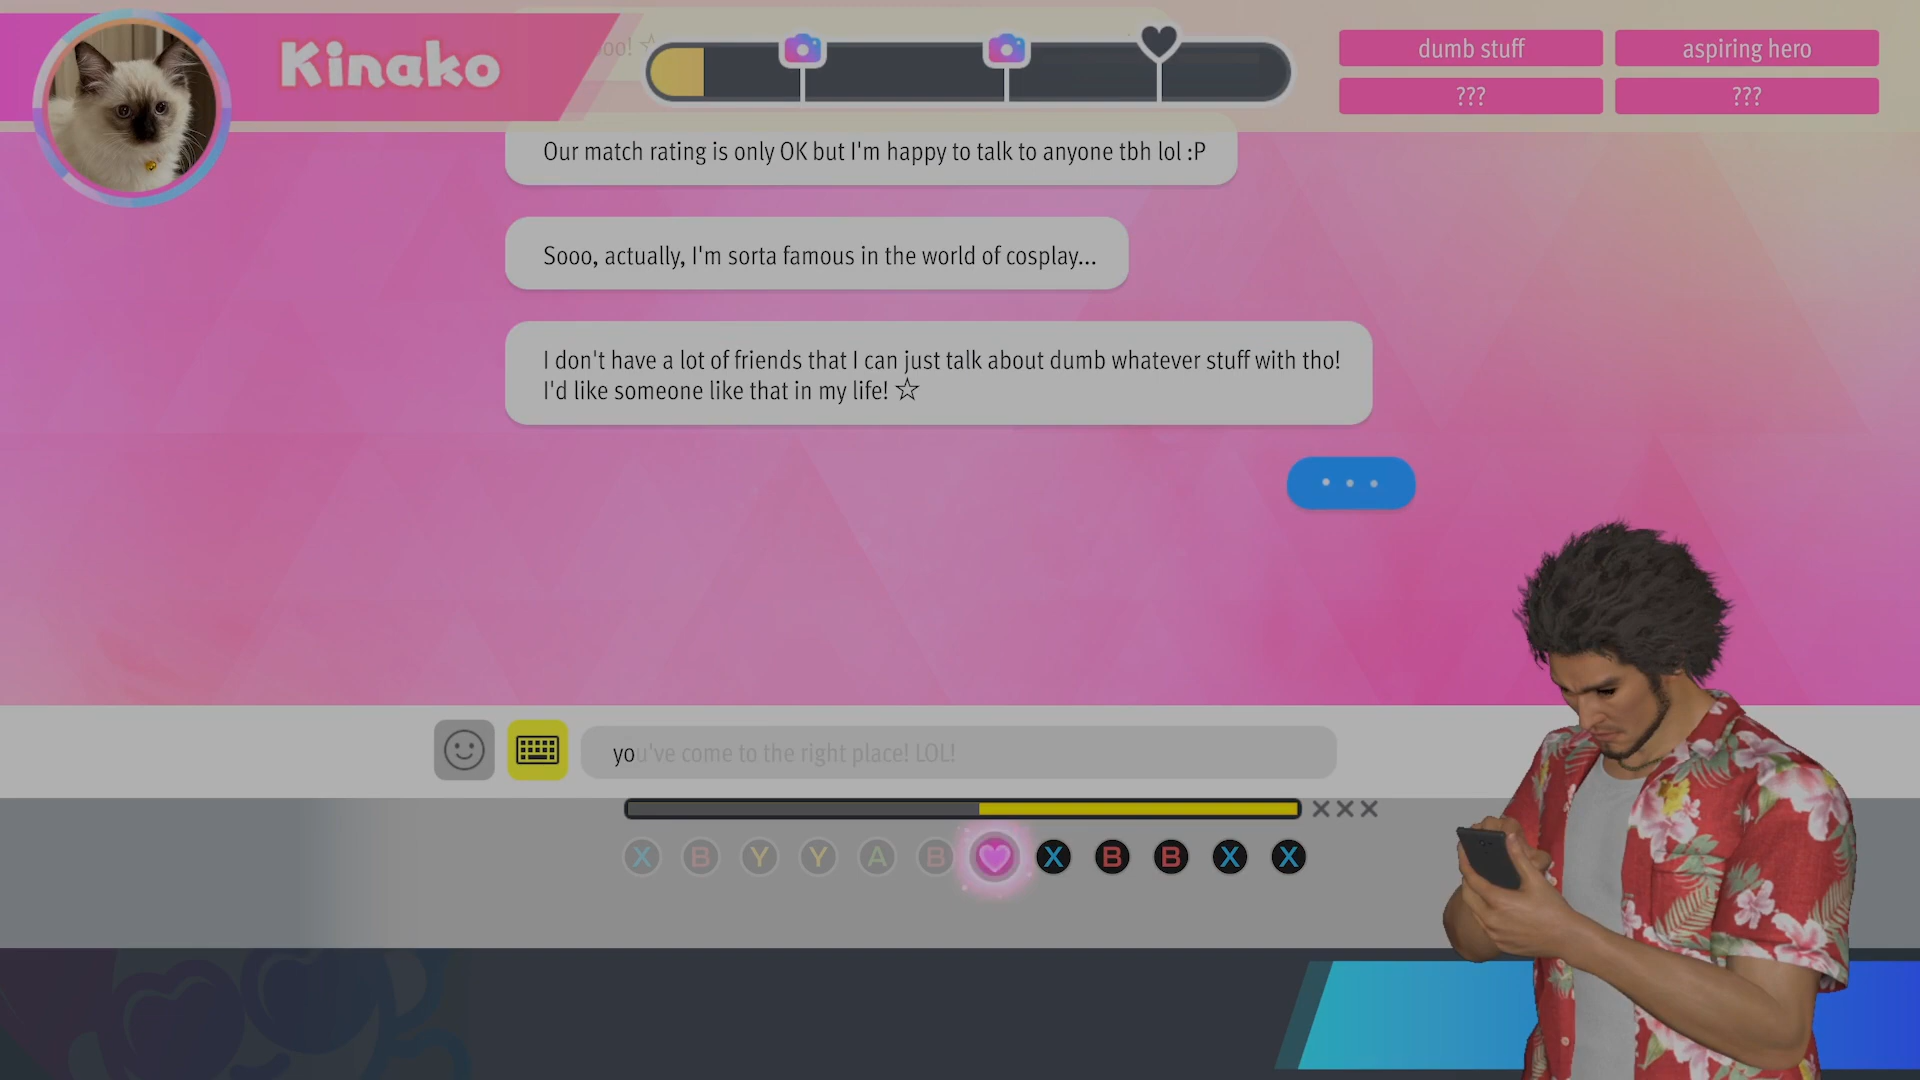 Kinako
oo! ☆
dumb stuff
aspiring hero
???
???
Our match rating is only OK but I'm happy to talk to anyone tbh lol :P
Sooo, actually, I'm sorta famous in the world of cosplay...
I don't have a lot of friends that I can just talk about dumb whatever stuff with tho!
I'd like someone like that in my life! ☆
you've come to the right place! LOL!
X B Y Y A B X B B X X